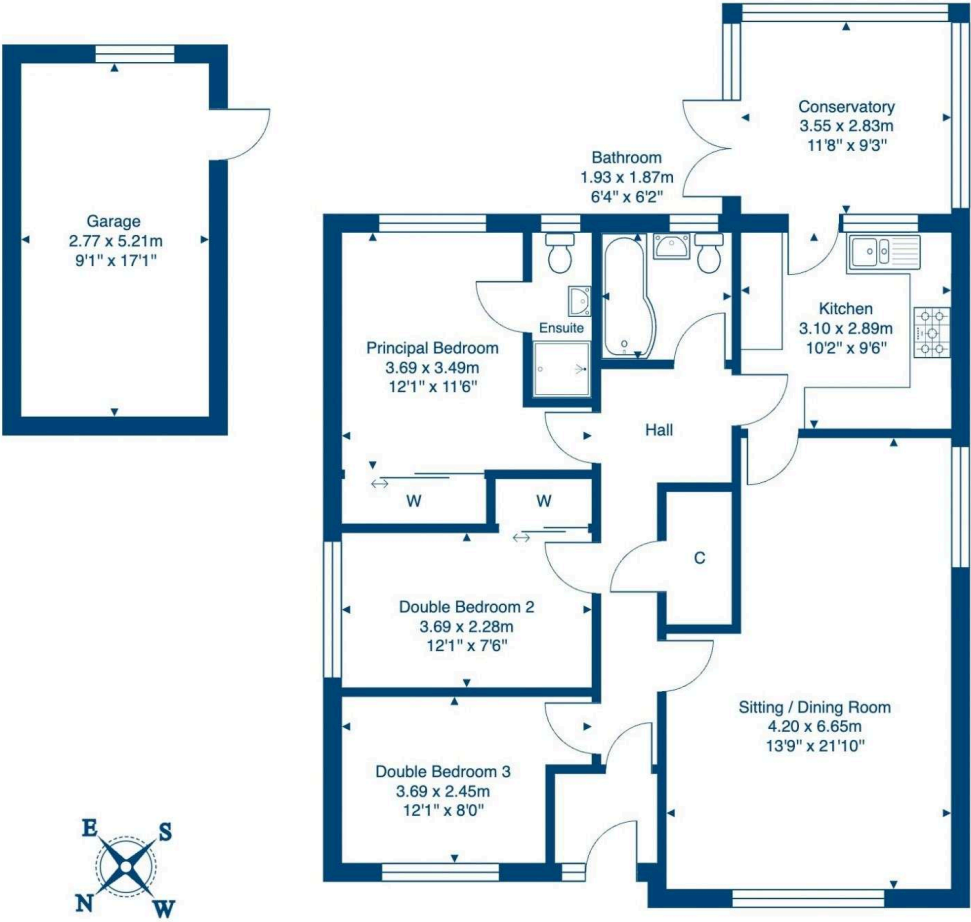 Conservatory
3.55 x 2.83m
11'8" x 9'3"
Bathroom
1.93 x 1.87m
6'4" x 6'2"
Garage
2.77 x 5.21m
9'1" x 17'1"
Kitchen
3.10 x 2.89m
10'2" x 9'6"
Ensuite
Principal Bedroom
3.69 x 3.49m
12'1" x 11'6"
Hall
W
W
C
Double Bedroom 2
3.69 x 2.28m
12'1" x 7'6"
Sitting / Dining Room
4.20 x 6.65m
13'9" x 21'10"
Double Bedroom 3
3.69 x 2.45m
12'1" x 8'0"
E
S
N
W